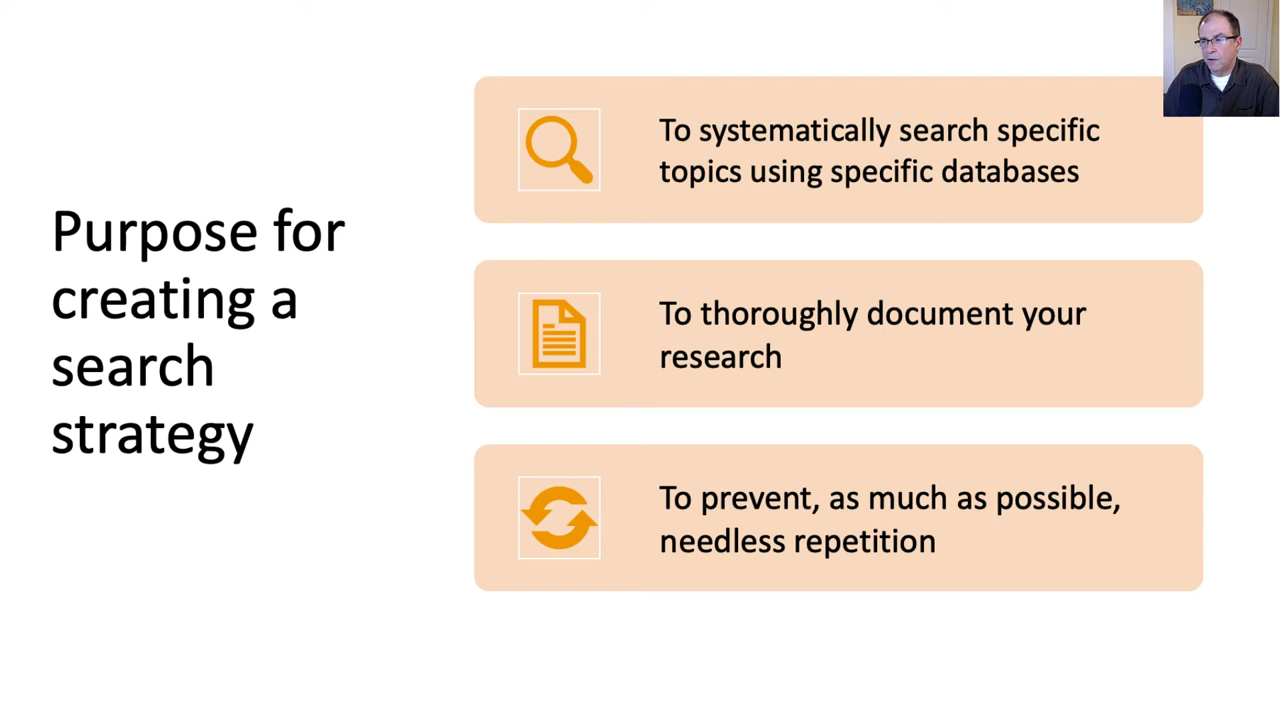 Purpose for
creating a
search
strategy
To systematically search specific
topics using specific databases
To thoroughly document your
research
To prevent, as much as possible,
needless repetition